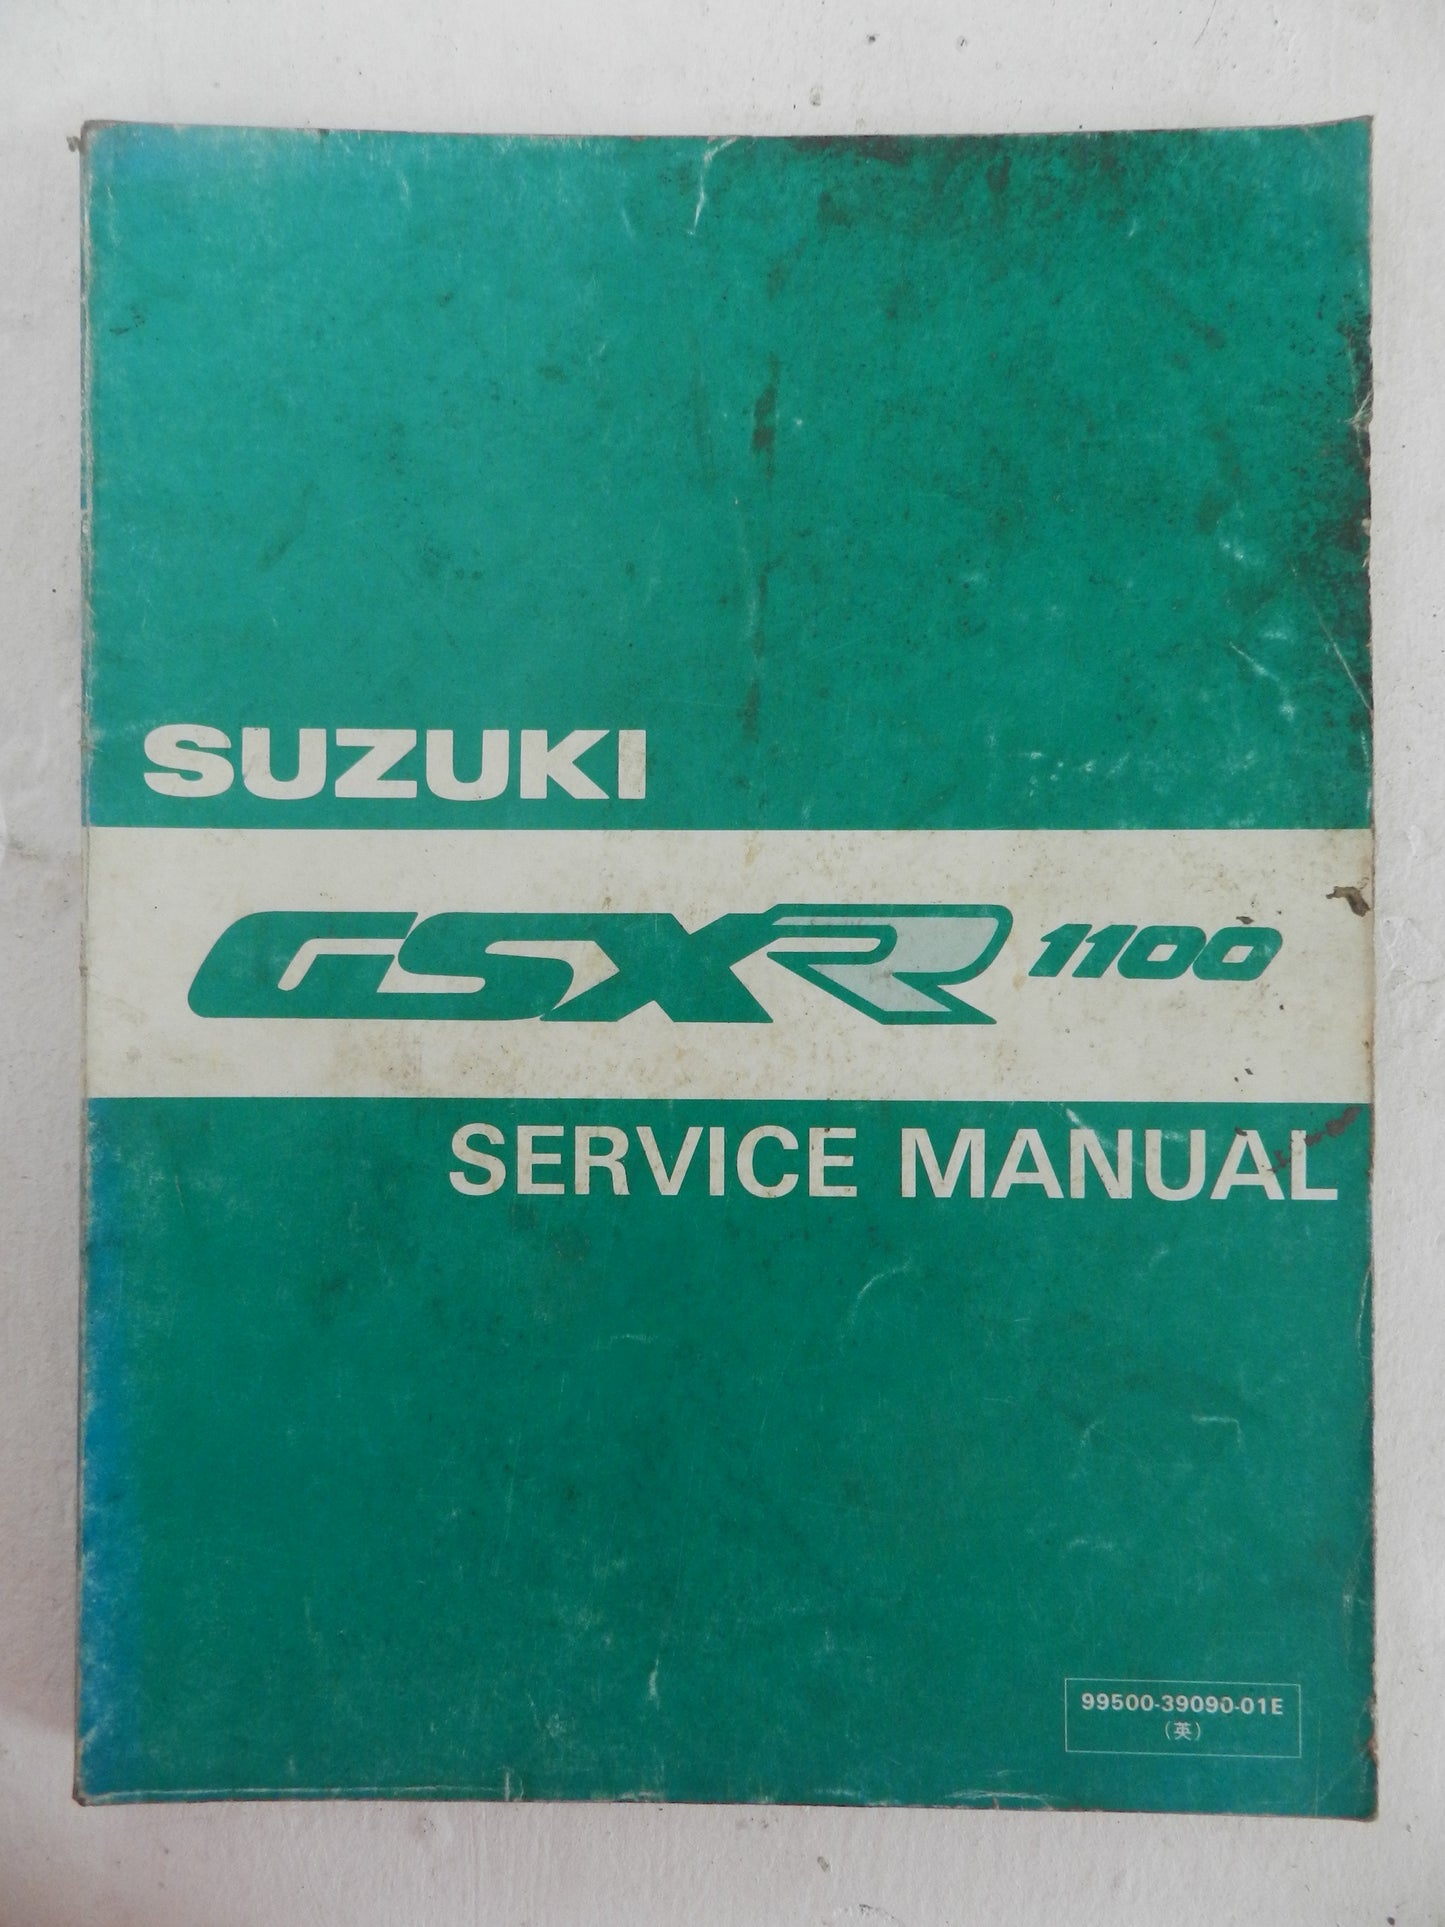 SUZUKI
GSXR 1100
SERVICE MANUAL
99500-39090-01E
(英)